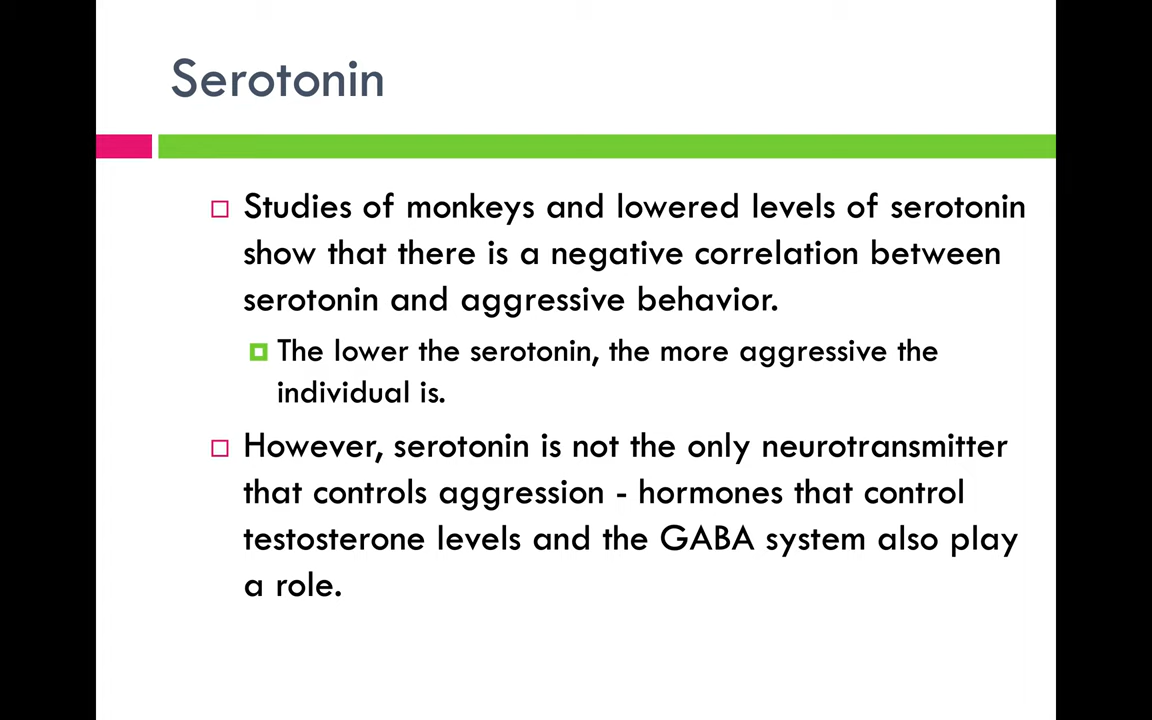 Serotonin
Studies of monkeys and lowered levels of serotonin
show that there is a negative correlation between
serotonin and aggressive behavior.
The lower the serotonin, the more aggressive the
individual is.
However, serotonin is not the only neurotransmitter
that controls aggression - hormones that control
testosterone levels and the GABA system also play
a role.